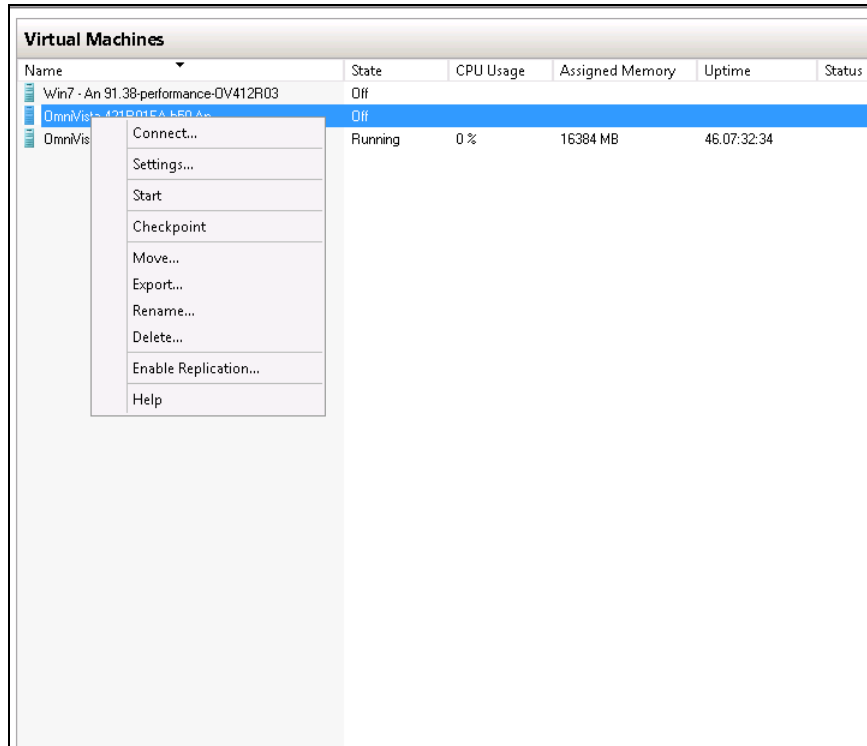 Virtual Machines
Name State CPU Usage Assigned Memory Uptime Status
Win7 - An 91.38-performance-OV412R03 Off
Off
OmniVis Running 0 % 16384 MB 46.07:32:34
Connect...
Settings...
Start
Checkpoint
Move...
Export...
Rename...
Delete...
Enable Replication...
Help